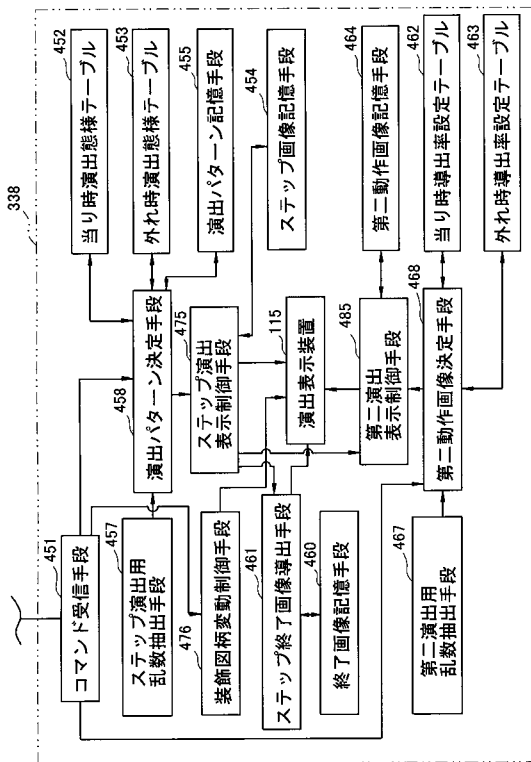 338
451
コマンド受信手段
457
ステップ演出用
乱数抽出手段
476
装飾図柄変動制御手段
461
ステップ終了画像導出手段
460
終了画像記憶手段
467
第二演出用
乱数抽出手段
458
演出パターン決定手段
475
ステップ演出
表示制御手段
115
演出表示装置
485
第二演出
表示制御手段
468
第二動作画像決定手段
452
当り時演出態様テーブル
453
外れ時演出態様テーブル
455
演出パターン記憶手段
454
ステップ画像記憶手段
464
第二動作画像記憶手段
462
当り時導出率設定テーブル
463
外れ時導出率設定テーブル